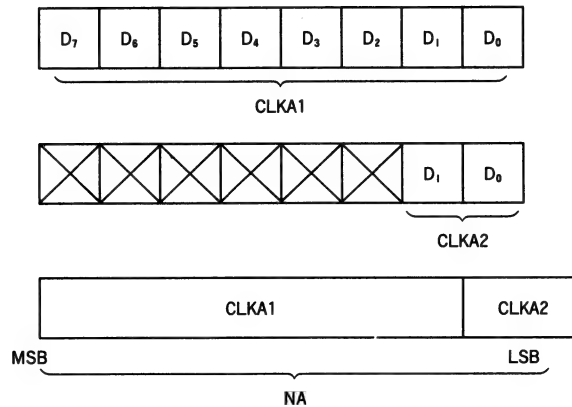 D₇ D₆ D₅ D₄ D₃ D₂ D₁ D₀
CLKA1
D₁ D₀
CLKA2
CLKA1 CLKA2
MSB LSB
NA